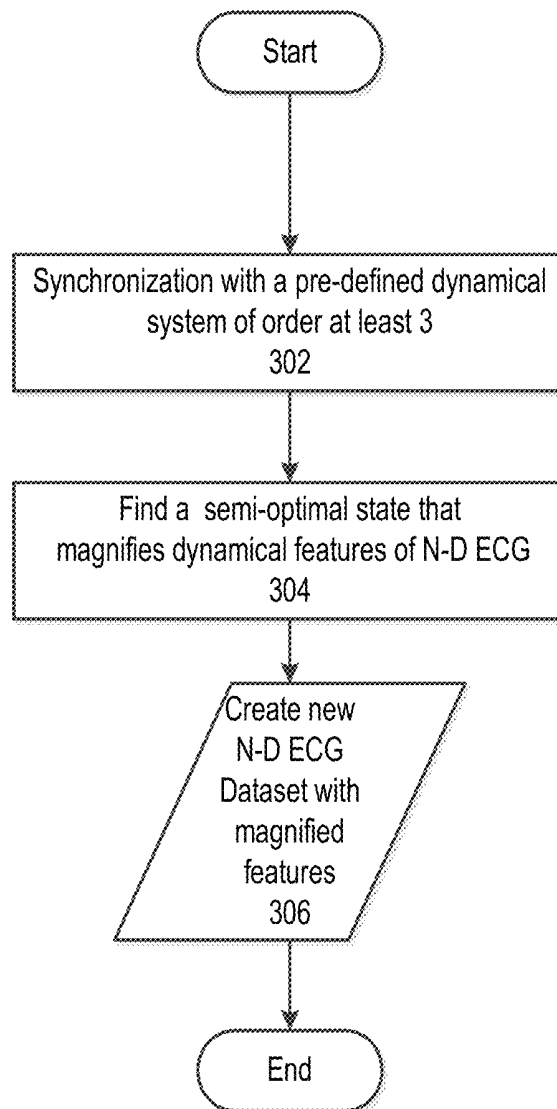 Start
Synchronization with a pre-defined dynamical
system of order at least 3
302
Find a semi-optimal state that
magnifies dynamical features of N-D ECG
304
Create new
N-D ECG
Dataset with
magnified
features
306
End